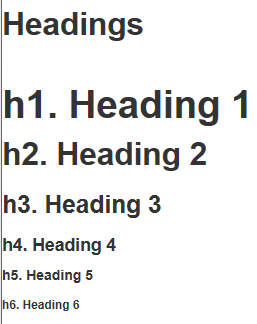 Headings
h1. Heading 1
h2. Heading 2
h3. Heading 3
h4. Heading 4
h5. Heading 5
h6. Heading 6